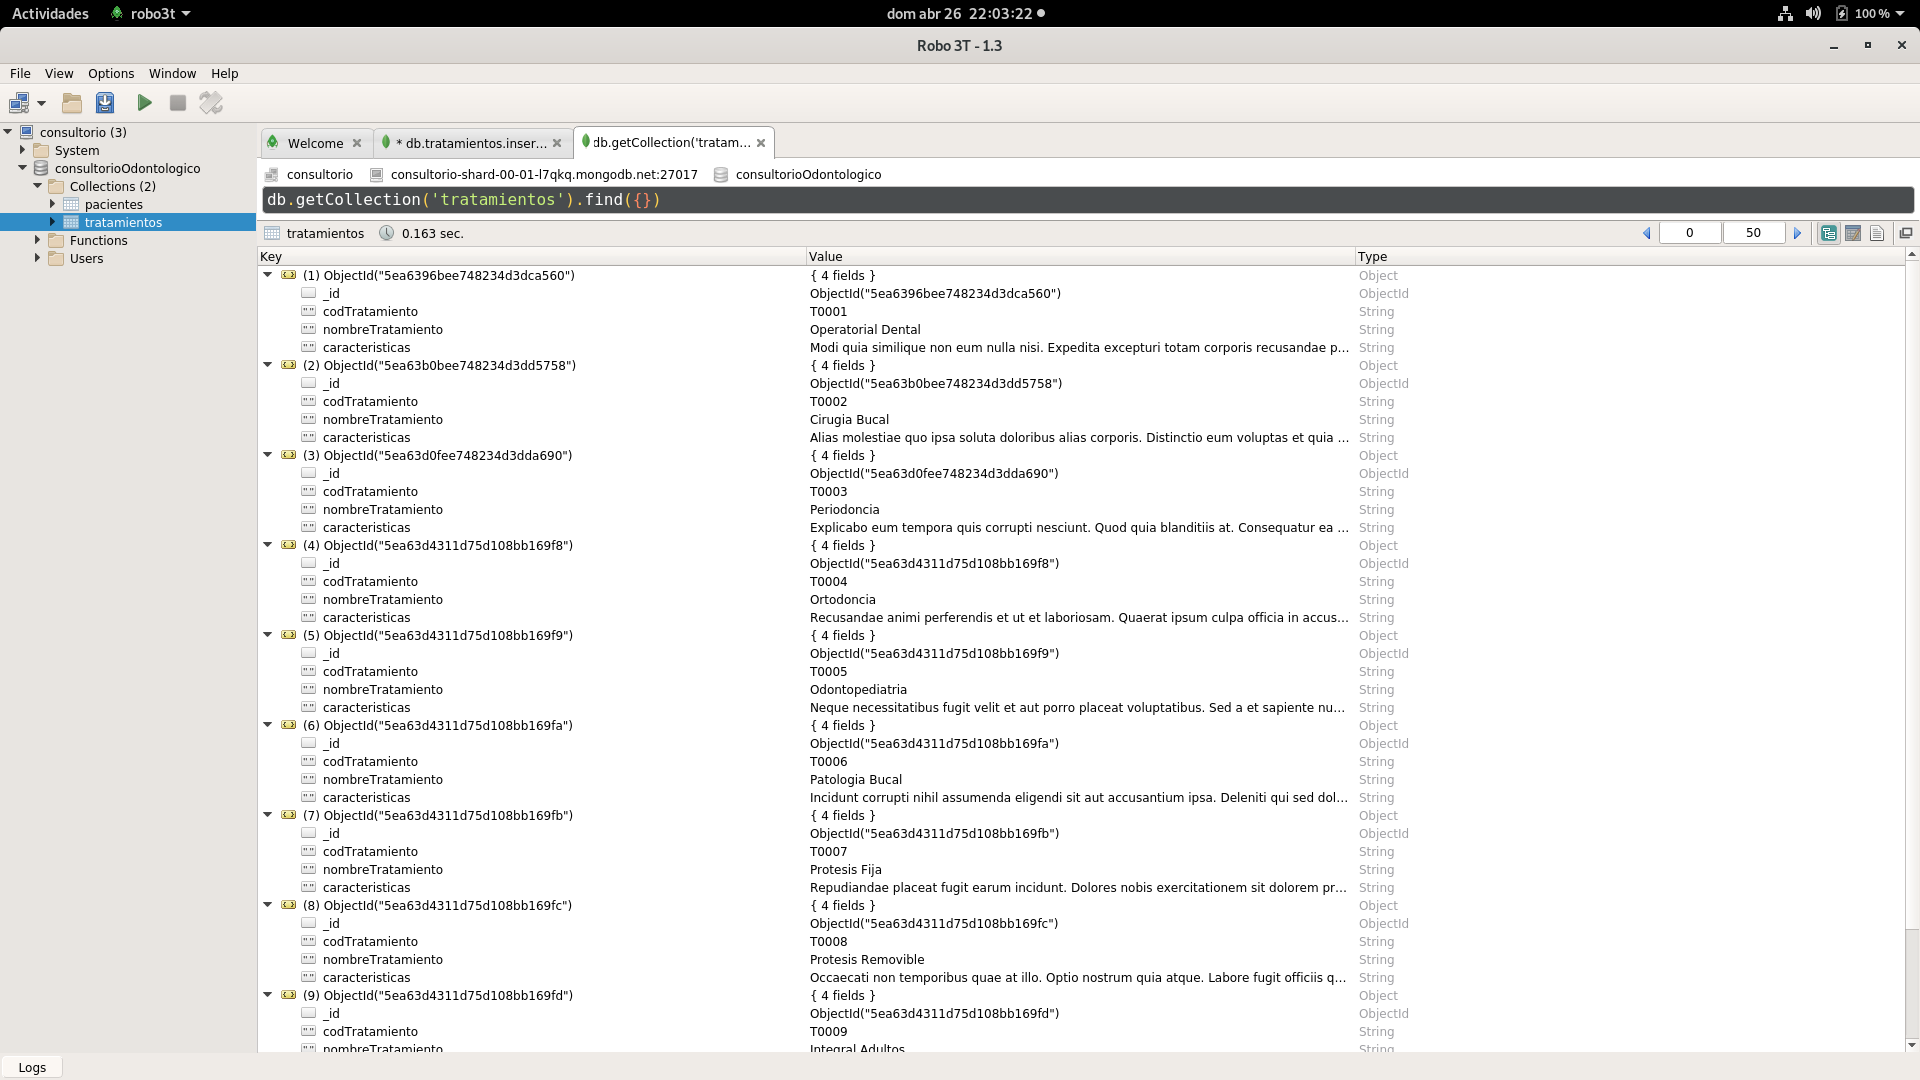 Actividades robo3t dom abr 26 22:03:22 100 %
Robo 3T - 1.3
File View Options Window Help
consultorio (3)
System
consultorioOdontologico
Collections (2)
pacientes
tratamientos
Functions
Users
Welcome * db.tratamientos.inser... db.getCollection('tratam...
consultorio consultorio-shard-00-01-l7qkq.mongodb.net:27017 consultorioOdontologico
db.getCollection('tratamientos').find({})
tratamientos 0.163 sec. 0 50
Key Value Type
(1) ObjectId("5ea6396bee748234d3dca560") { 4 fields } Object
_id ObjectId("5ea6396bee748234d3dca560") ObjectId
codTratamiento T0001 String
nombreTratamiento Operatorial Dental String
caracteristicas Modi quia similique non eum nulla nisi. Expedita excepturi totam corporis recusandae p... String
(2) ObjectId("5ea63b0bee748234d3dd5758") { 4 fields } Object
_id ObjectId("5ea63b0bee748234d3dd5758") ObjectId
codTratamiento T0002 String
nombreTratamiento Cirugia Bucal String
caracteristicas Alias molestiae quo ipsa soluta doloribus alias corporis. Distinctio eum voluptas et quia ... String
(3) ObjectId("5ea63d0fee748234d3dda690") { 4 fields } Object
_id ObjectId("5ea63d0fee748234d3dda690") ObjectId
codTratamiento T0003 String
nombreTratamiento Periodoncia String
caracteristicas Explicabo eum tempora quis corrupti nesciunt. Quod quia blanditiis at. Consequatur ea ... String
(4) ObjectId("5ea63d4311d75d108bb169f8") { 4 fields } Object
_id ObjectId("5ea63d4311d75d108bb169f8") ObjectId
codTratamiento T0004 String
nombreTratamiento Ortodoncia String
caracteristicas Recusandae animi perferendis et ut et laboriosam. Quaerat ipsum culpa officia in accus... String
(5) ObjectId("5ea63d4311d75d108bb169f9") { 4 fields } Object
_id ObjectId("5ea63d4311d75d108bb169f9") ObjectId
codTratamiento T0005 String
nombreTratamiento Odontopediatria String
caracteristicas Neque necessitatibus fugit velit et aut porro placeat voluptatibus. Sed a et sapiente nu... String
(6) ObjectId("5ea63d4311d75d108bb169fa") { 4 fields } Object
_id ObjectId("5ea63d4311d75d108bb169fa") ObjectId
codTratamiento T0006 String
nombreTratamiento Patologia Bucal String
caracteristicas Incidunt corrupti nihil assumenda eligendi sit aut accusantium ipsa. Deleniti qui sed dol... String
(7) ObjectId("5ea63d4311d75d108bb169fb") { 4 fields } Object
_id ObjectId("5ea63d4311d75d108bb169fb") ObjectId
codTratamiento T0007 String
nombreTratamiento Protesis Fija String
caracteristicas Repudiandae placeat fugit earum incidunt. Dolores nobis exercitationem sit dolorem pr... String
(8) ObjectId("5ea63d4311d75d108bb169fc") { 4 fields } Object
_id ObjectId("5ea63d4311d75d108bb169fc") ObjectId
codTratamiento T0008 String
nombreTratamiento Protesis Removible String
caracteristicas Occaecati non temporibus quae at illo. Optio nostrum quia atque. Labore fugit officiis q... String
(9) ObjectId("5ea63d4311d75d108bb169fd") { 4 fields } Object
_id ObjectId("5ea63d4311d75d108bb169fd") ObjectId
codTratamiento T0009 String
nombreTratamiento Integral Adultos String
Logs